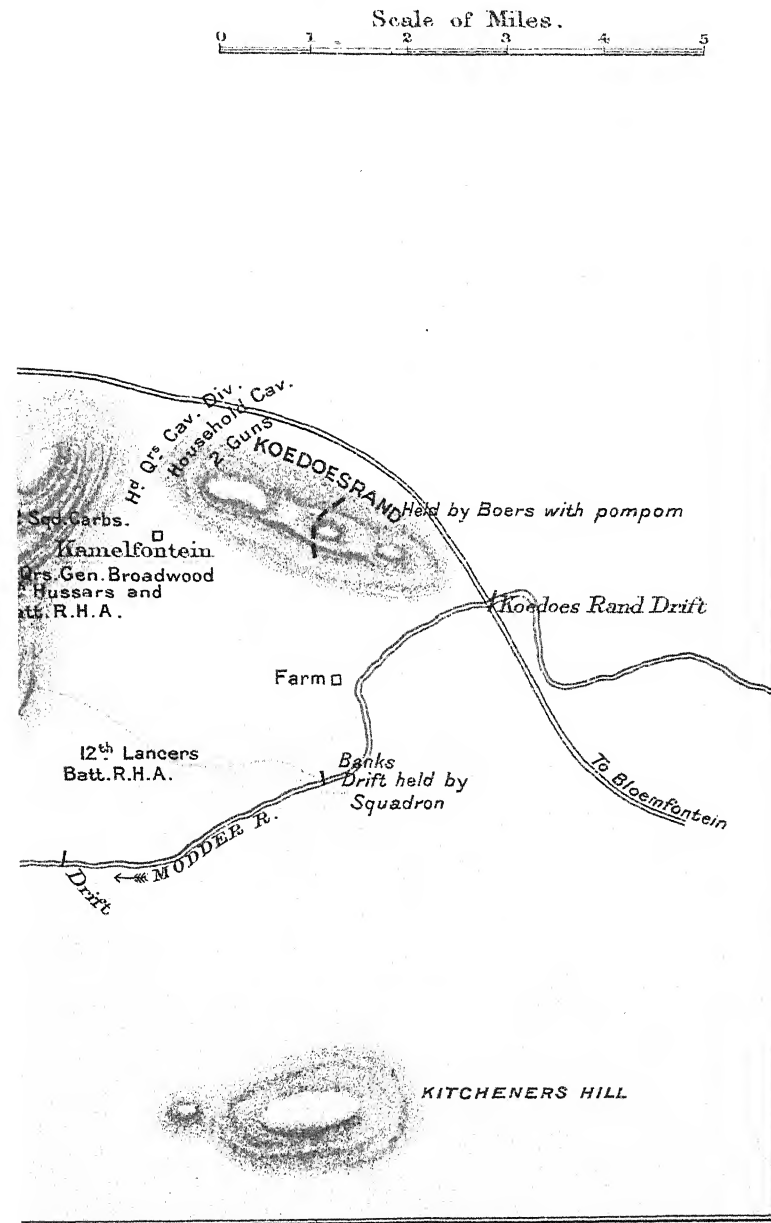 Scale of Miles.
0 1 2 3 4 5
Hd Qrs Cav. Div.
Household Cav.
2 Guns
KOEDOESRAND
Held by Boers with pompom
Sqd. Carbs.
Kamelfontein
Qrs. Gen. Broadwood
Hussars and
att. R.H.A.
Koedoes Rand Drift
Farm
12th Lancers
Batt. R.H.A.
Banks
Drift held by
Squadron
To Bloemfontein
MODDER R.
Drift
KITCHENERS HILL